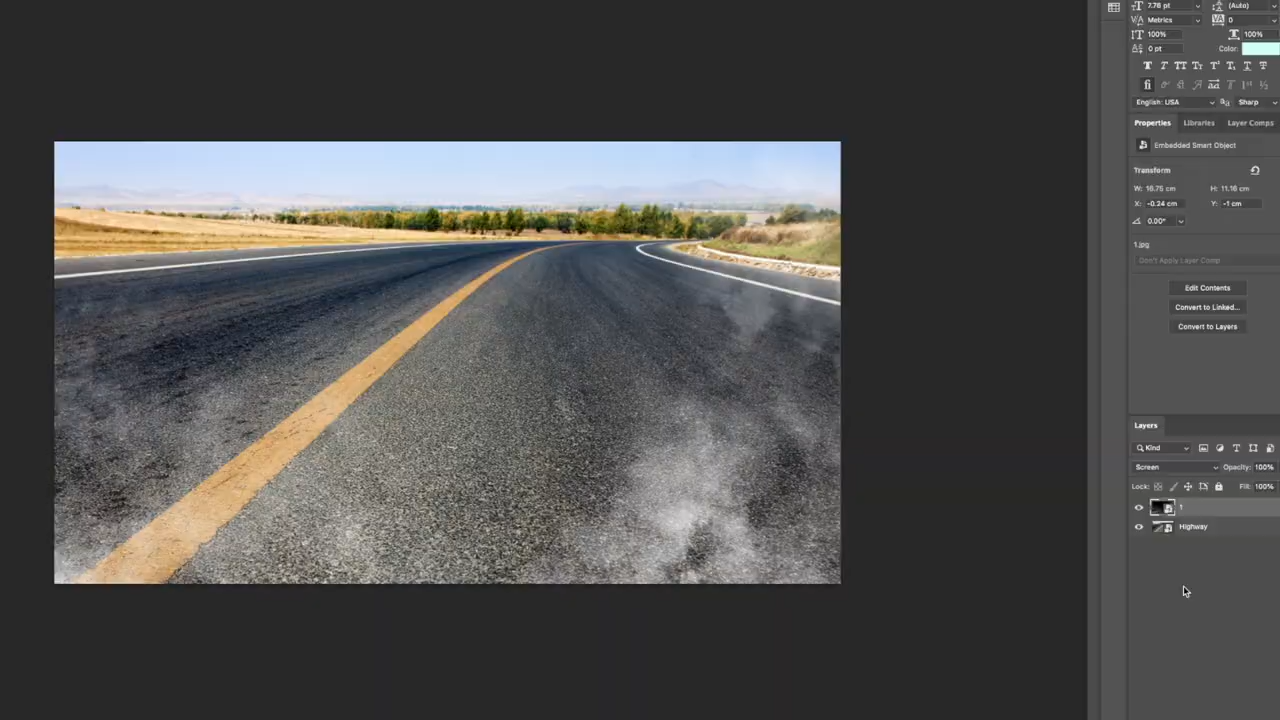 7.76 pt (Auto)
Metrics 0
100% 100%
0 pt Color:
English: USA Sharp
Properties Libraries Layer Comps
Embedded Smart Object
Transform
W: 16.75 cm H: 11.16 cm
X: -0.24 cm Y: -1 cm
0.00°
1.jpg
Don't Apply Layer Comp
Edit Contents
Convert to Linked...
Convert to Layers
Layers
Kind
Screen Opacity: 100%
Lock: Fill: 100%
1
Highway